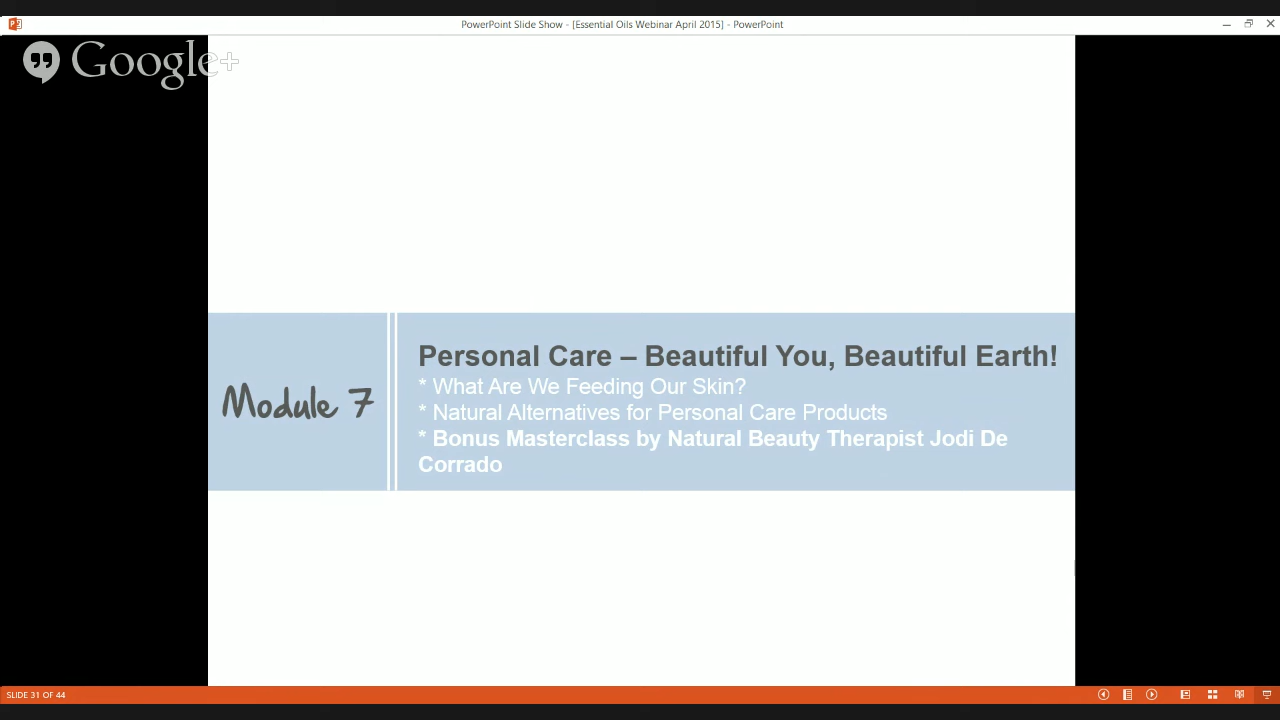 PowerPoint Slide Show - [Essential Oils Webinar April 2015] - PowerPoint
Google+
Personal Care – Beautiful You, Beautiful Earth!
* What Are We Feeding Our Skin?
Module 7
* Natural Alternatives for Personal Care Products
* Bonus Masterclass by Natural Beauty Therapist Jodi De
Corrado
SLIDE 31 OF 44